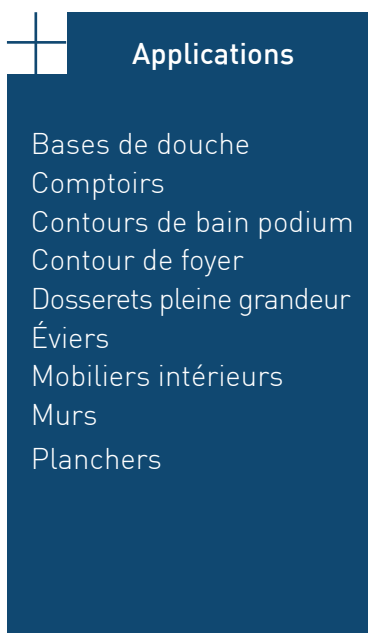 Applications
Bases de douche
Comptoirs
Contours de bain podium
Contour de foyer
Dosserets pleine grandeur
Éviers
Mobiliers intérieurs
Murs
Planchers